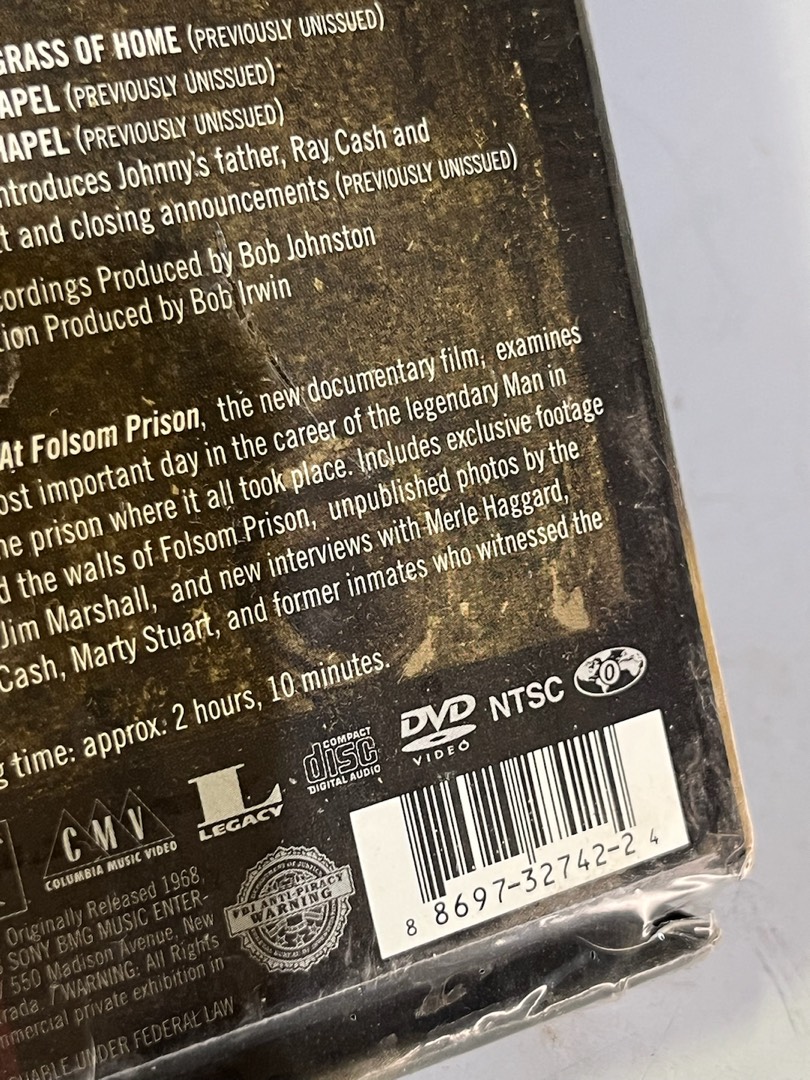 GRASS OF HOME (PREVIOUSLY UNISSUED)
APEL (PREVIOUSLY UNISSUED)
HAPEL (PREVIOUSLY UNISSUED)
ntroduces Johnny's father, Ray Cash and
t and closing announcements (PREVIOUSLY UNISSUED)
cordings Produced by Bob Johnston
tion Produced by Bob Irwin
At Folsom Prison, the new documentary film, examines
ost important day in the career of the legendary Man in
he prison where it all took place. Includes exclusive footage
d the walls of Folsom Prison, unpublished photos by the
Jim Marshall, and new interviews with Merle Haggard,
Cash, Marty Stuart, and former inmates who witnessed the
g time: approx. 2 hours, 10 minutes.
CMV
COLUMBIA MUSIC VIDEO
L
LEGACY
COMPACT
disc
DIGITAL AUDIO
DVD
VIDEO
NTSC
0
8 8697-32742-2 4
FBI ANTI-PIRACY
WARNING
Originally Released 1968,
SONY BMG MUSIC ENTER-
/ 550 Madison Avenue, New
rada. / WARNING: All Rights
mmercial private exhibition in
SHABLE UNDER FEDERAL LAW